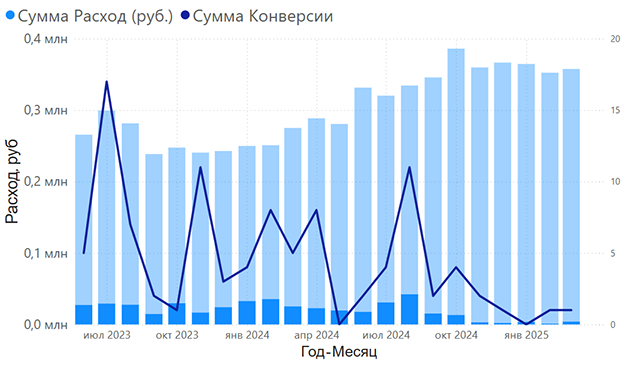 Сумма Расход (руб.) Сумма Конверсии
0,4 млн 20
0,3 млн 15
0,2 млн 10
0,1 млн 5
0,0 млн 0
Расход, руб
июл 2023 окт 2023 янв 2024 апр 2024 июл 2024 окт 2024 янв 2025
Год-Месяц